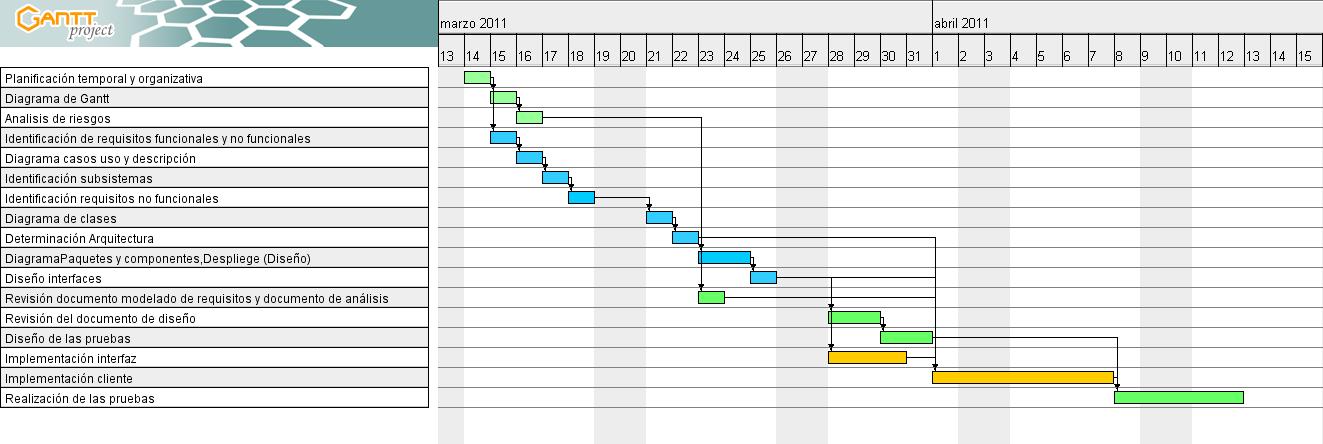 GANTT
project
marzo 2011
abril 2011
13 14 15 16 17 18 19 20 21 22 23 24 25 26 27 28 29 30 31 1 2 3 4 5 6 7 8 9 10 11 12 13 14 15
Planificación temporal y organizativa
Diagrama de Gantt
Analisis de riesgos
Identificación de requisitos funcionales y no funcionales
Diagrama casos uso y descripción
Identificación subsistemas
Identificación requisitos no funcionales
Diagrama de clases
Determinación Arquitectura
DiagramaPaquetes y componentes,Despliege (Diseño)
Diseño interfaces
Revisión documento modelado de requisitos y documento de análisis
Revisión del documento de diseño
Diseño de las pruebas
Implementación interfaz
Implementación cliente
Realización de las pruebas